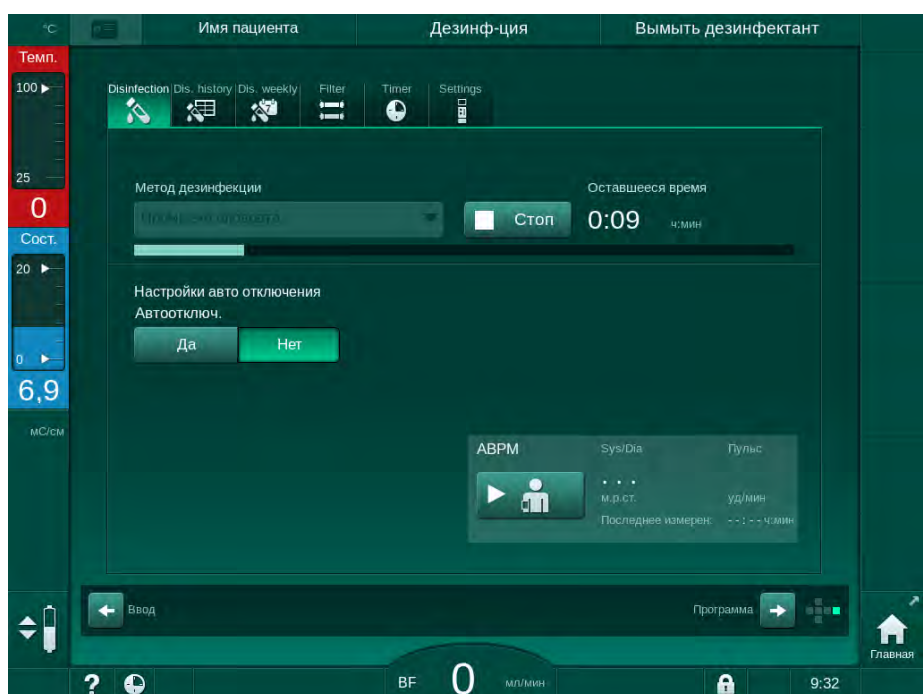 °C Имя пациента Дезинф-ция Вымыть дезинфектант
Темп.
100
25
0
Сост.
20
0
6,9
мС/см
Disinfection Dis. history Dis. weekly Filter Timer Settings
7
Метод дезинфекции
Стоп
Оставшееся время
0:09 ч:мин
Настройки авто отключения
Автоотключ.
Да Нет
ABPM Sys/Dia Пульс
. . .
м.р.ст. уд/мин
Последнее измерен: --:-- ч:мин
Ввод Программа
Главная
? BF 0 мл/мин 9:32